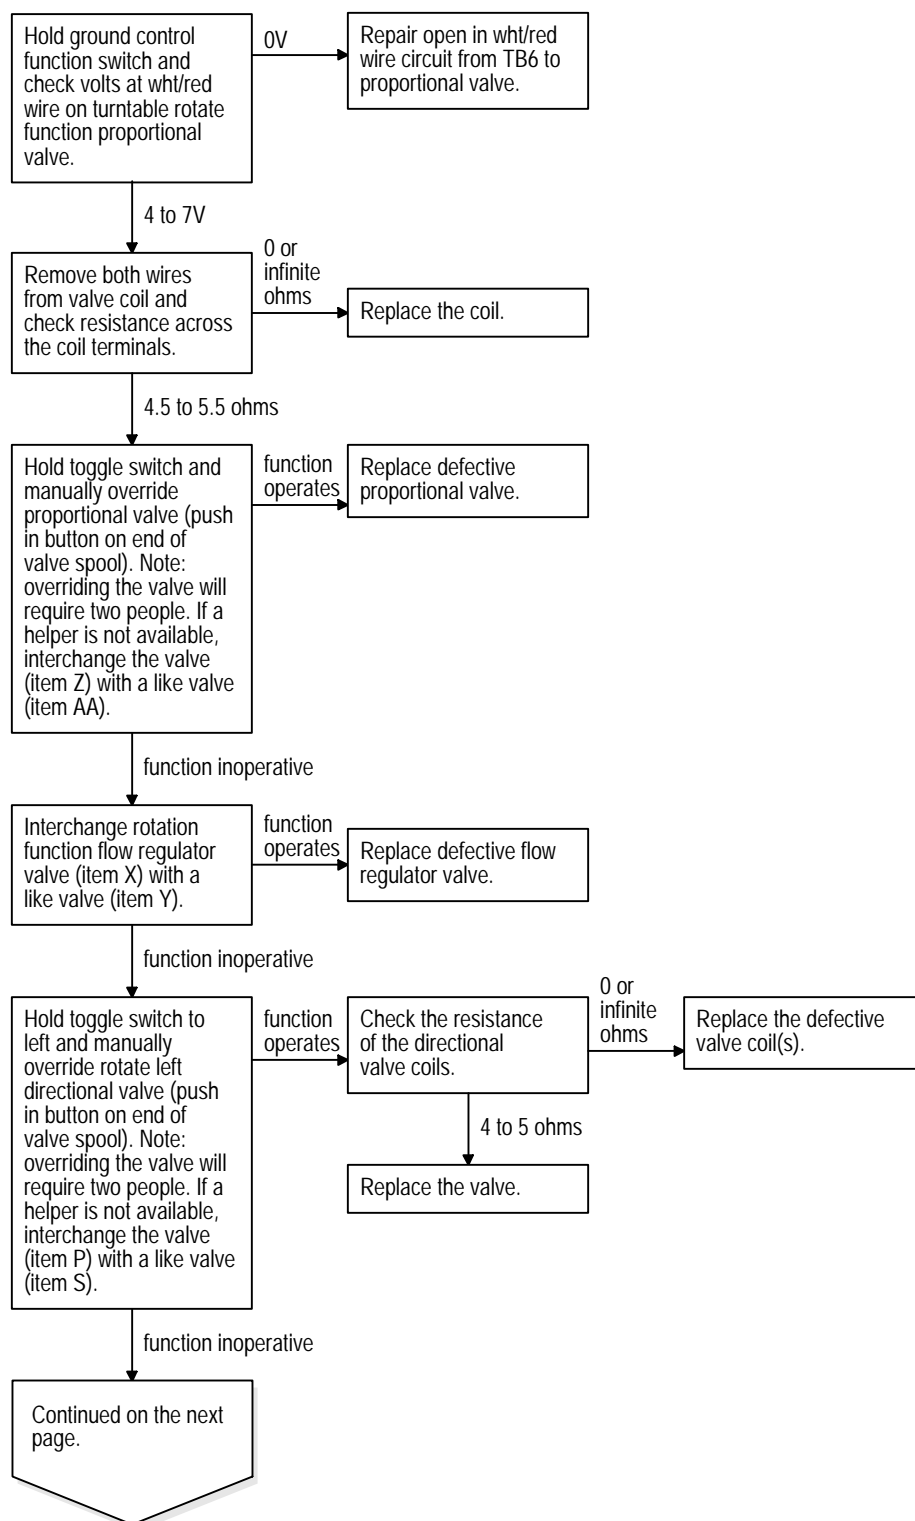 Hold ground control
function switch and
check volts at wht/red
wire on turntable rotate
function proportional
valve.
0V
Repair open in wht/red
wire circuit from TB6 to
proportional valve.
4 to 7V
Remove both wires
from valve coil and
check resistance across
the coil terminals.
0 or
infinite
ohms
Replace the coil.
4.5 to 5.5 ohms
Hold toggle switch and
manually override
proportional valve (push
in button on end of
valve spool). Note:
overriding the valve will
require two people. If a
helper is not available,
interchange the valve
(item Z) with a like valve
(item AA).
function
operates
Replace defective
proportional valve.
function inoperative
Interchange rotation
function flow regulator
valve (item X) with a
like valve (item Y).
function
operates
Replace defective flow
regulator valve.
function inoperative
Hold toggle switch to
left and manually
override rotate left
directional valve (push
in button on end of
valve spool). Note:
overriding the valve will
require two people. If a
helper is not available,
interchange the valve
(item P) with a like valve
(item S).
function
operates
Check the resistance
of the directional
valve coils.
0 or
infinite
ohms
Replace the defective
valve coil(s).
4 to 5 ohms
Replace the valve.
function inoperative
Continued on the next
page.